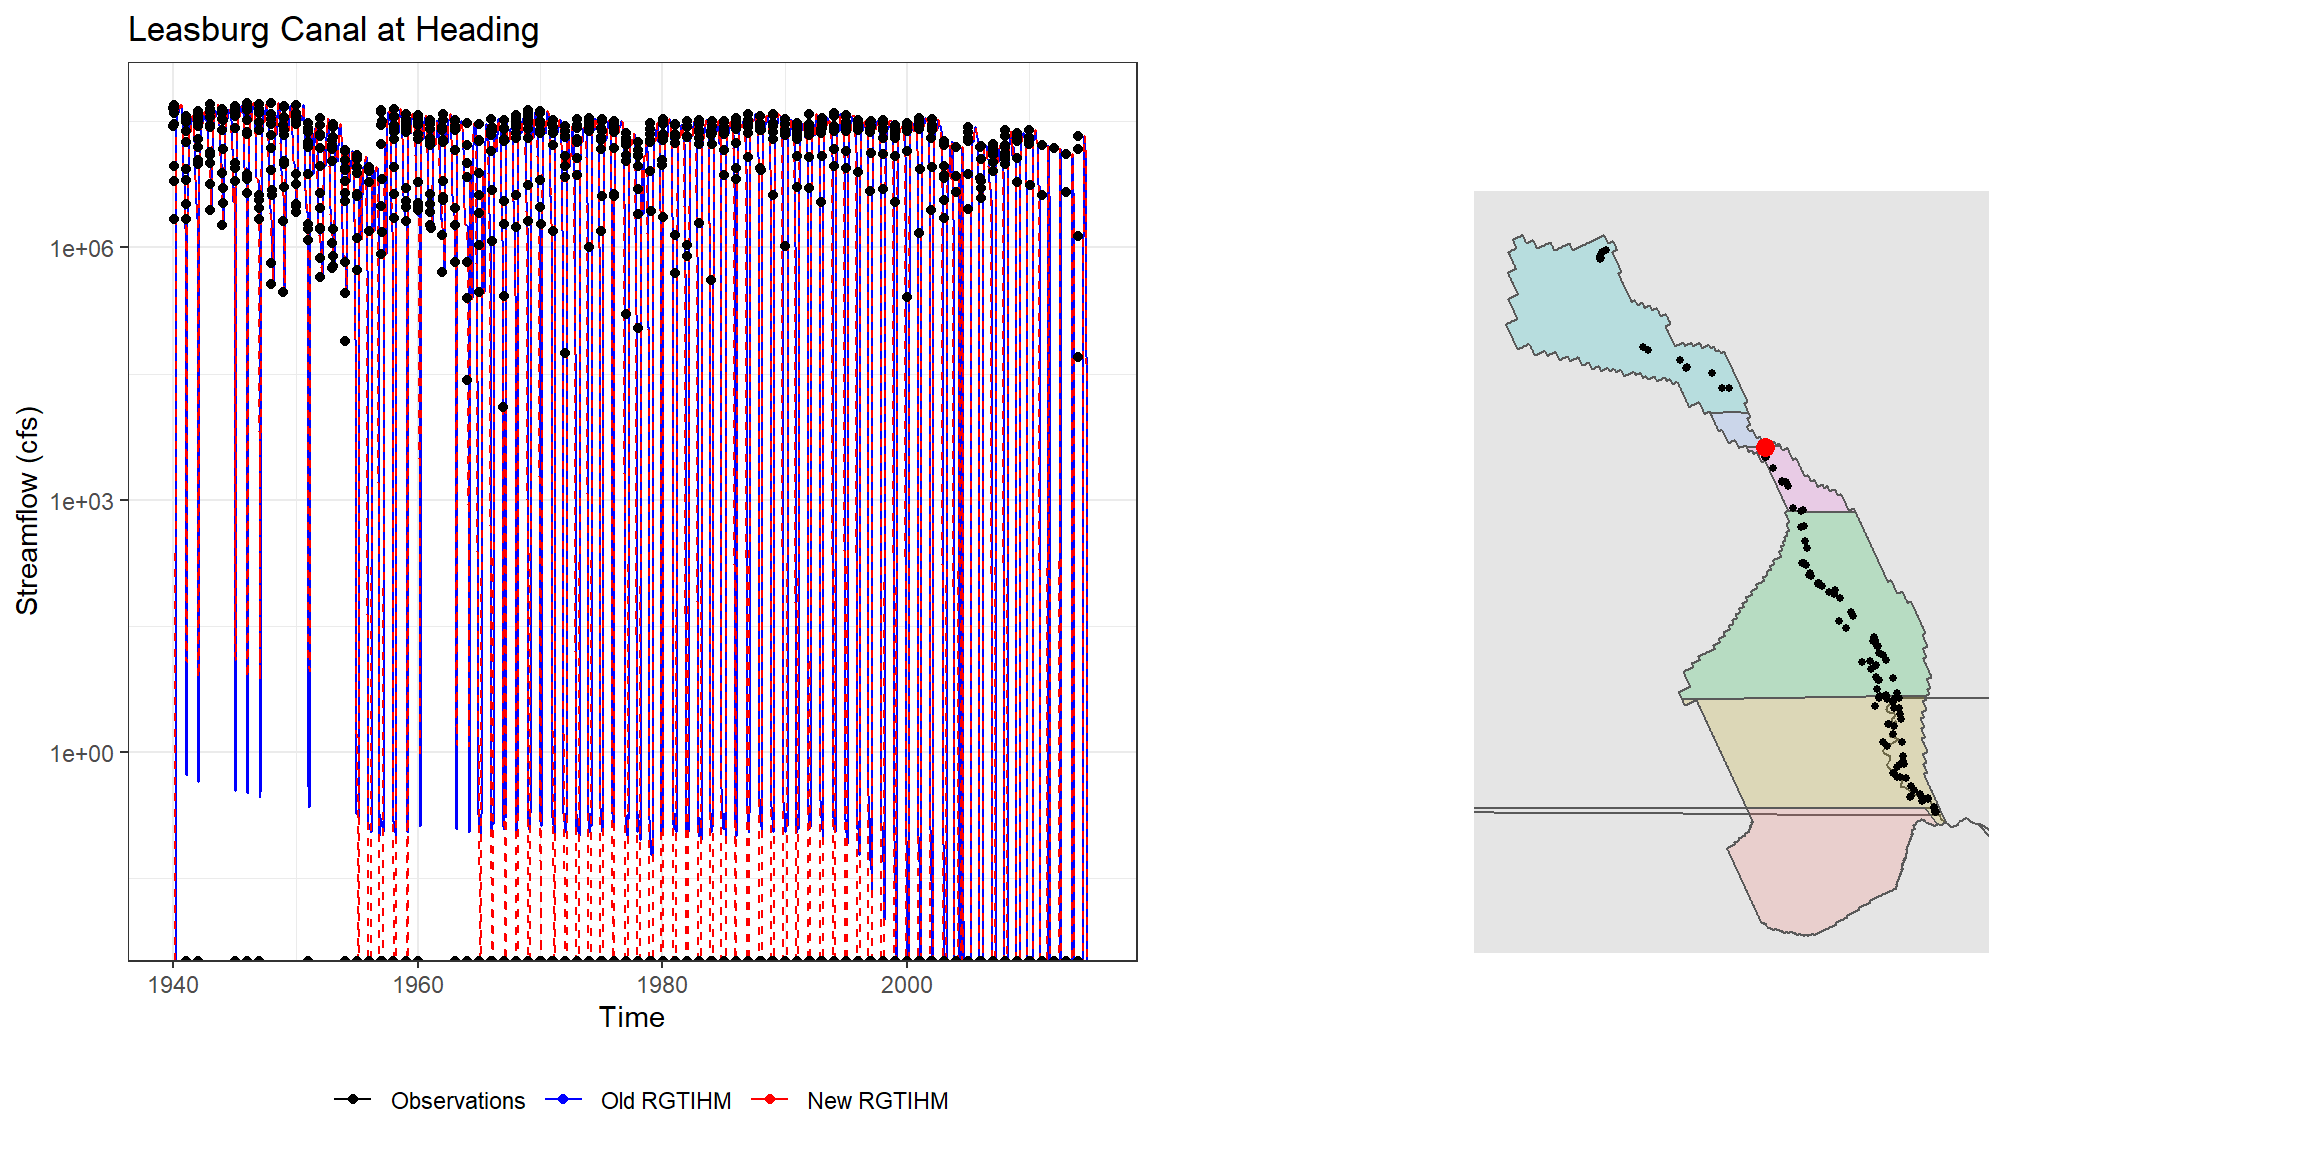 Leasburg Canal at Heading
Streamflow (cfs)
1e+06
1e+03
1e+00
1940 1960 1980 2000
Time
Observations Old RGTIHM New RGTIHM